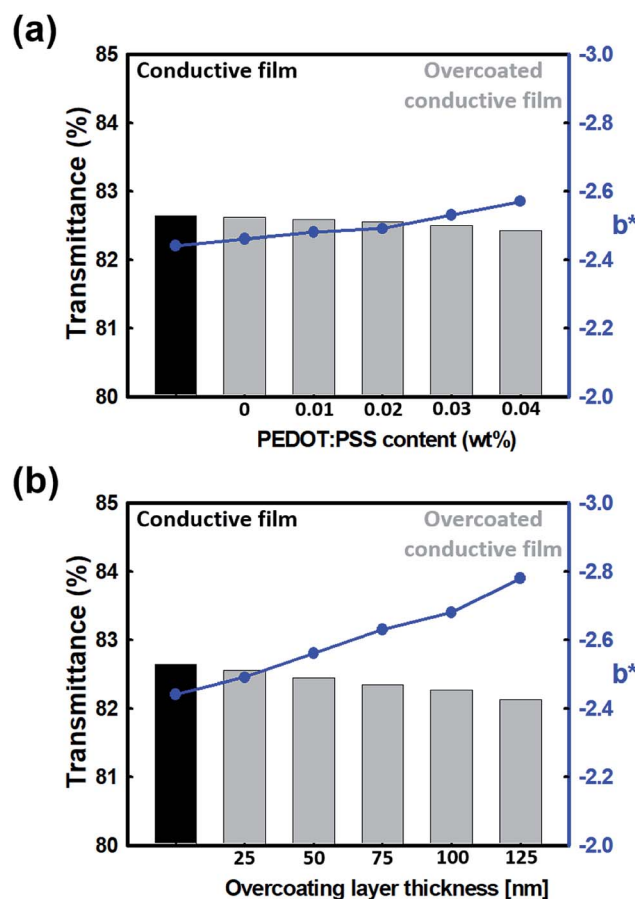 (a)
Conductive film
Overcoated
conductive film
Transmittance (%)
85
84
83
82
81
80
-3.0
-2.8
-2.6
-2.4
-2.2
-2.0
b*
0 0.01 0.02 0.03 0.04
PEDOT:PSS content (wt%)
(b)
Conductive film
Overcoated
conductive film
Transmittance (%)
85
84
83
82
81
80
-3.0
-2.8
-2.6
-2.4
-2.2
-2.0
b*
25 50 75 100 125
Overcoating layer thickness [nm]